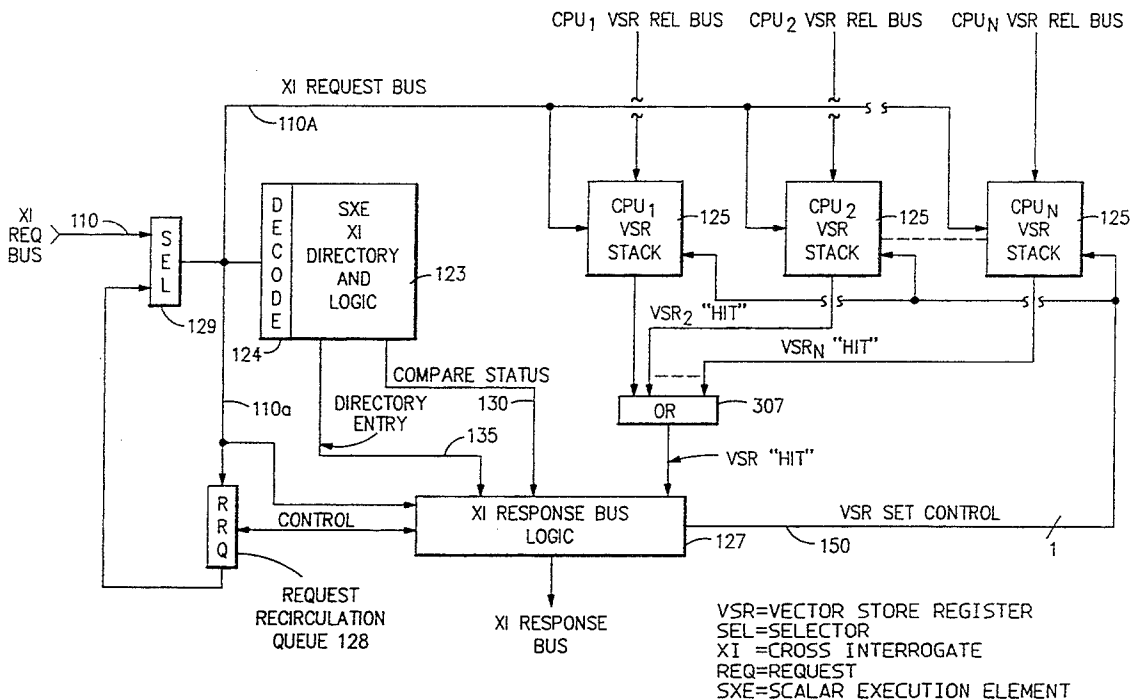 CPU1 VSR REL BUS CPU2 VSR REL BUS CPUN VSR REL BUS
XI REQUEST BUS
110A
XI
REQ
BUS
110
SEL
129
DECODE
124
SXE
XI
DIRECTORY
AND
LOGIC
123
CPU1
VSR
STACK
125
CPU2
VSR
STACK
125
CPUN
VSR
STACK
125
VSR2 "HIT"
VSRN "HIT"
COMPARE STATUS
130
110a
DIRECTORY
ENTRY
135
OR
307
VSR "HIT"
RRQ
CONTROL
XI RESPONSE BUS
LOGIC
127
VSR SET CONTROL
150
1
REQUEST
RECIRCULATION
QUEUE 128
XI RESPONSE
BUS
VSR=VECTOR STORE REGISTER
SEL=SELECTOR
XI =CROSS INTERROGATE
REQ=REQUEST
SXE=SCALAR EXECUTION ELEMENT